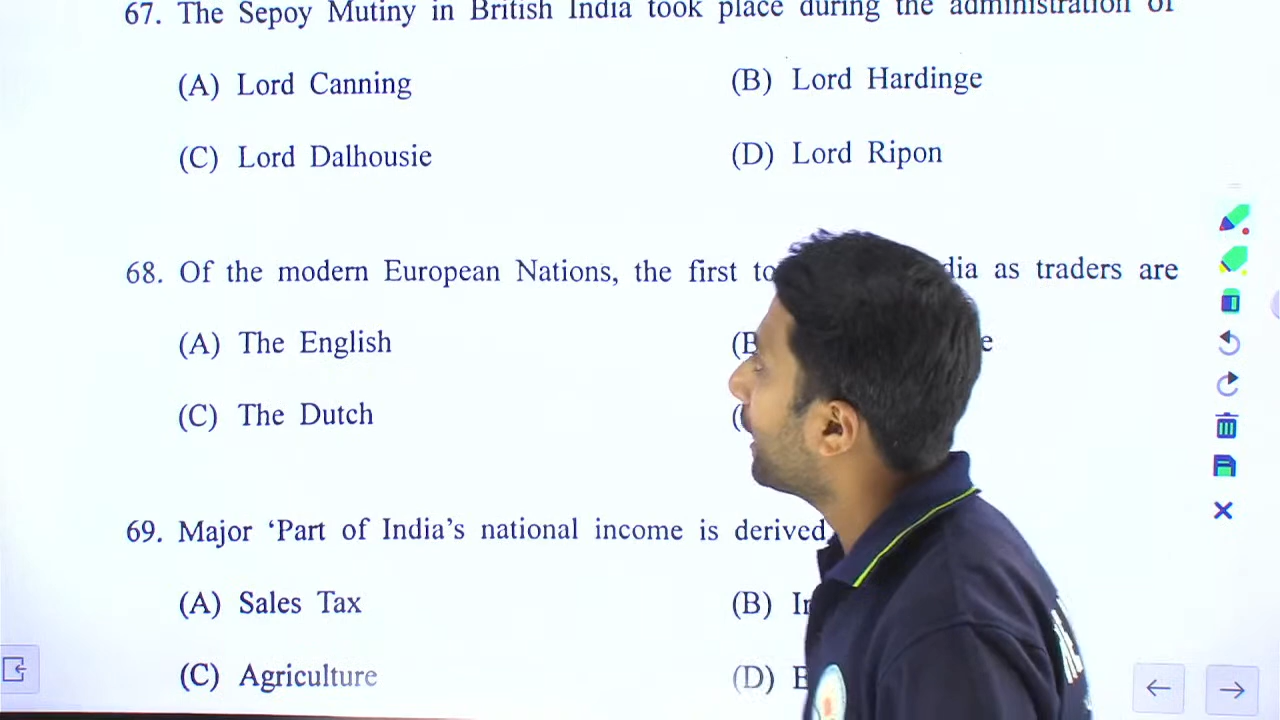 67. The Sepoy Mutiny in British India took place during the administration of
(A) Lord Canning (B) Lord Hardinge
(C) Lord Dalhousie (D) Lord Ripon
68. Of the modern European Nations, the first to as traders are
(A) The English (B
(C) The Dutch
69. Major ‘Part of India’s national income is derived
(A) Sales Tax (B)
(C) Agriculture (D)